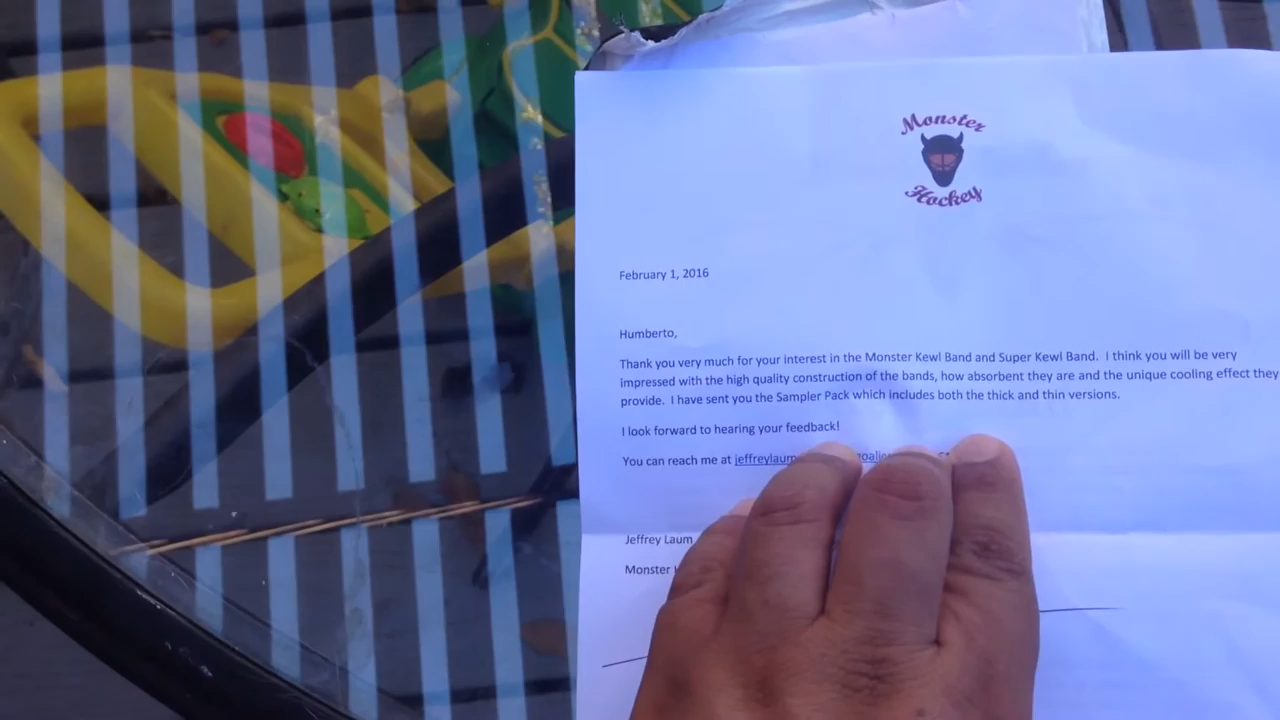 Monster
Hockey
February 1, 2016
Humberto,
Thank you very much for your interest in the Monster Kewl Band and Super Kewl Band. I think you will be very
impressed with the high quality construction of the bands, how absorbent they are and the unique cooling effect they
provide. I have sent you the Sampler Pack which includes both the thick and thin versions.
I look forward to hearing your feedback!
You can reach me at
Jeffrey Laum
Monster